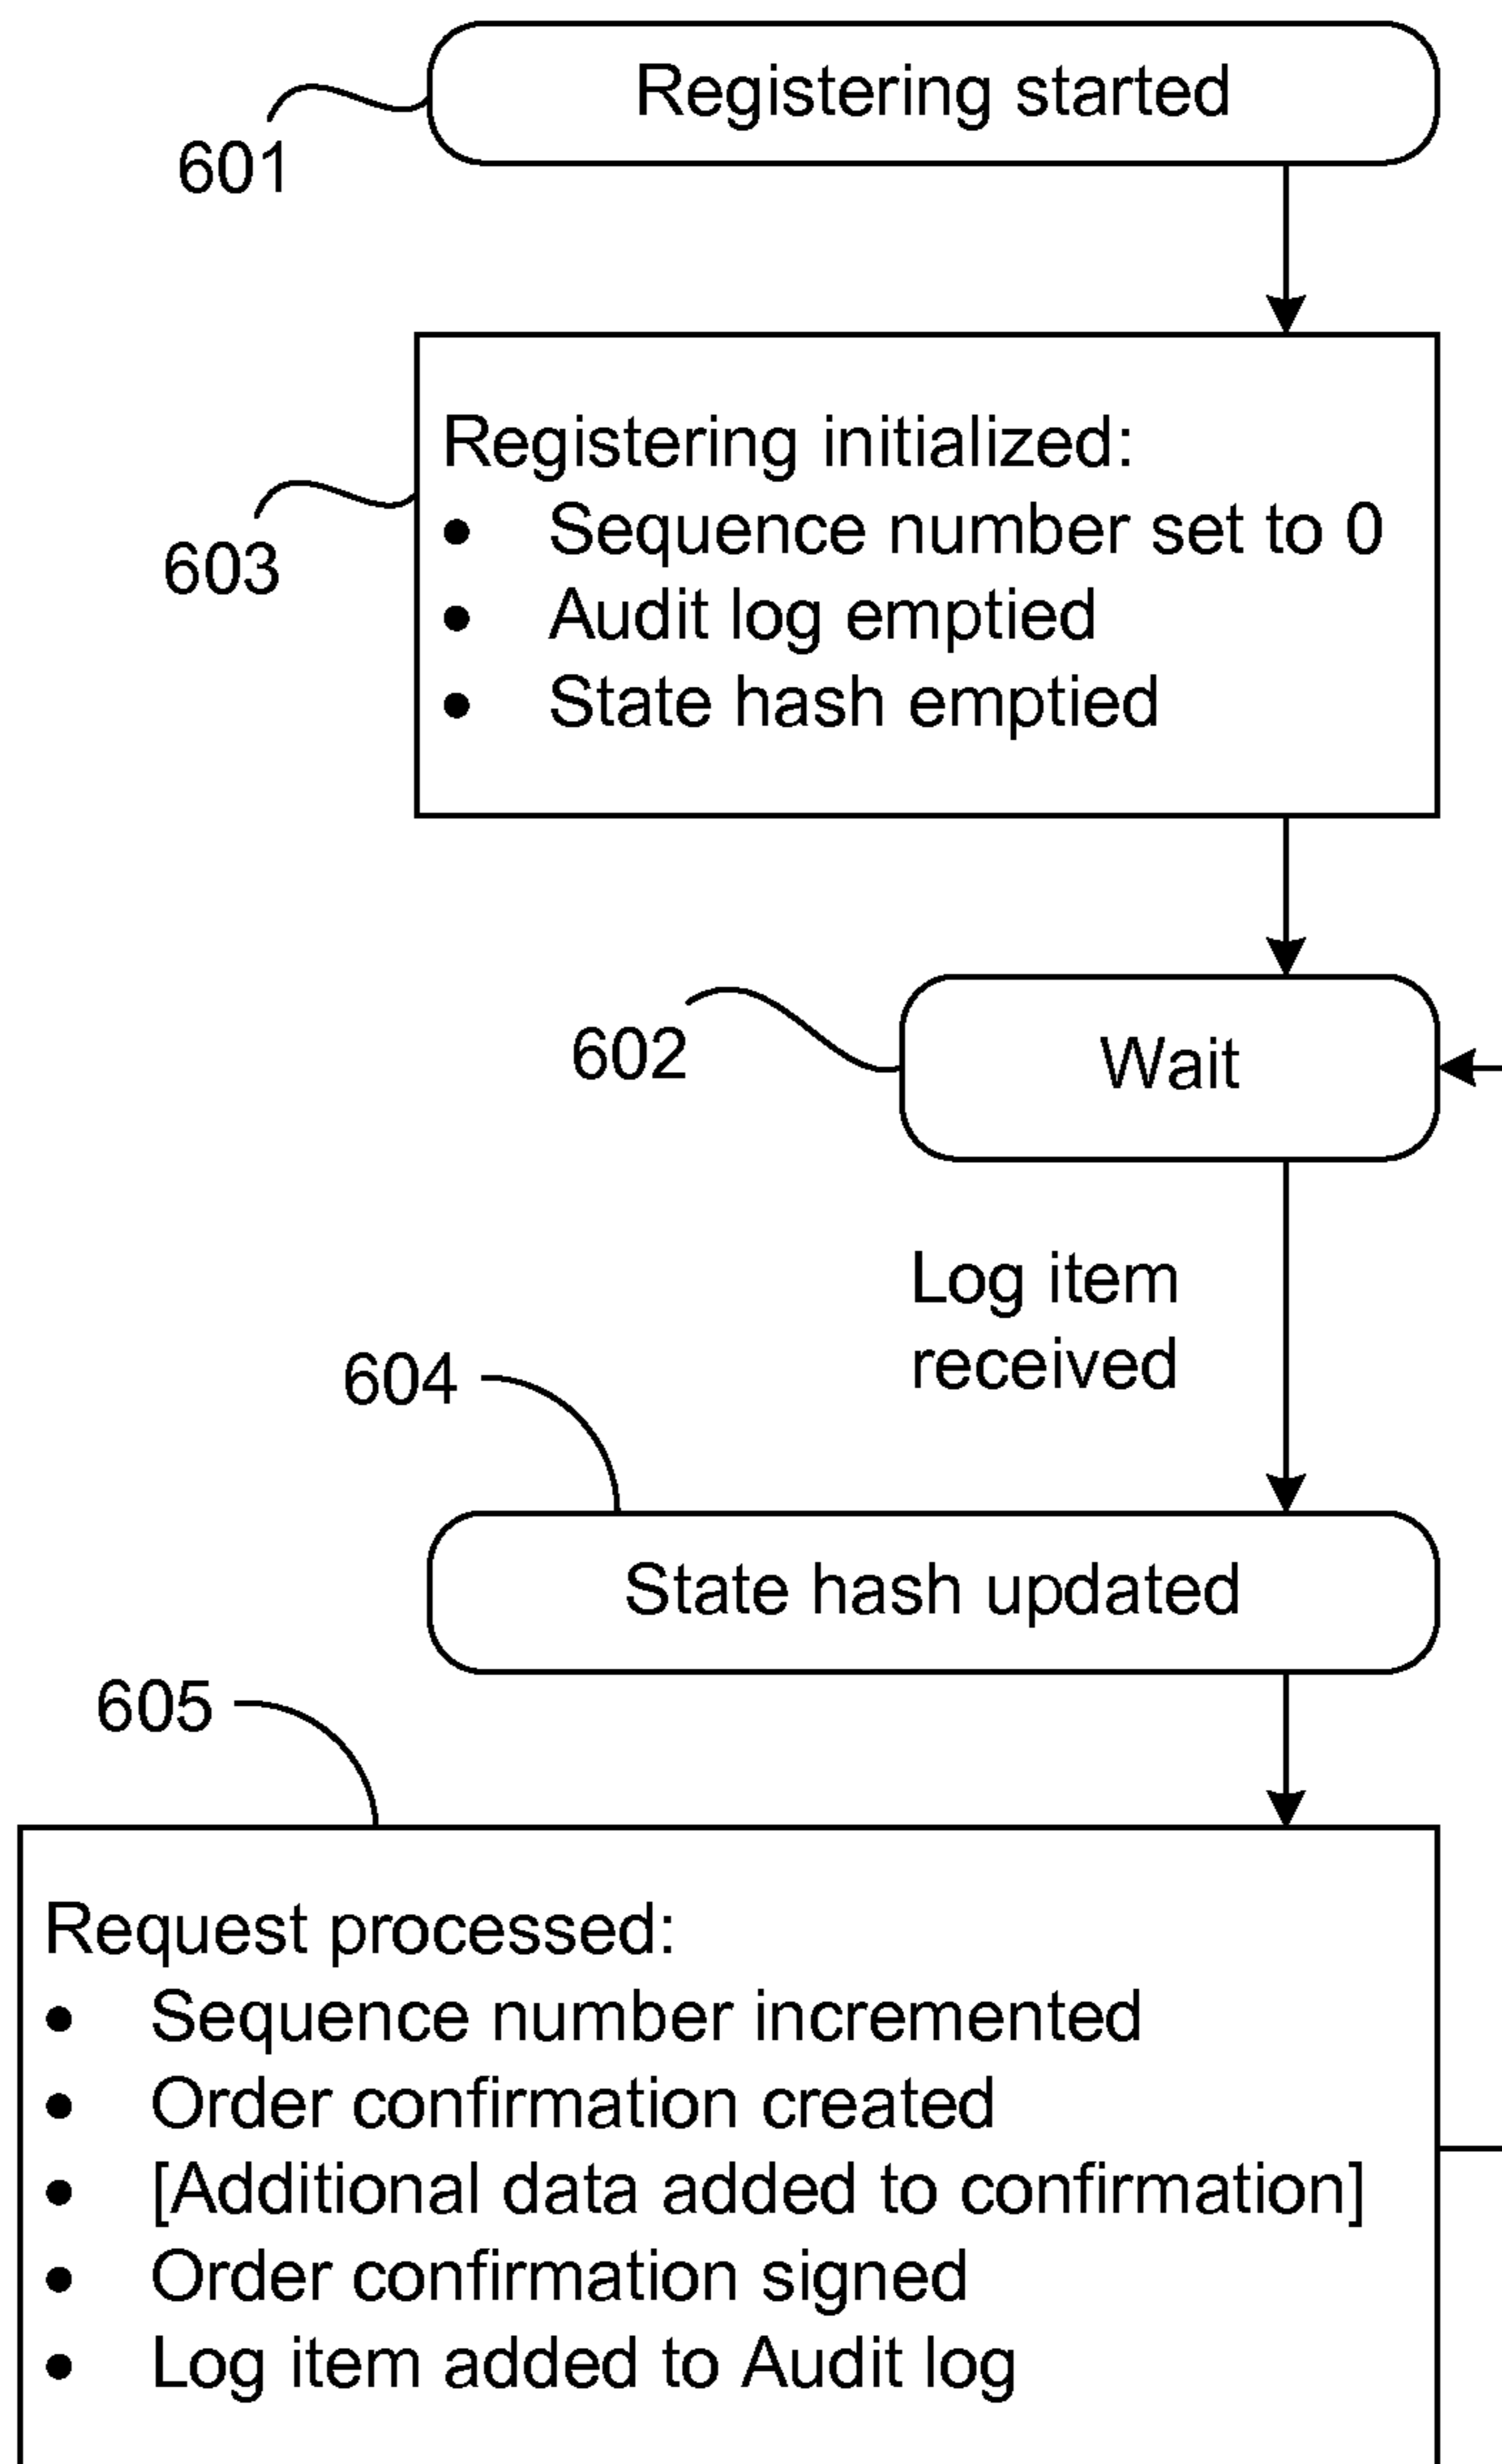 Registering started
601
Registering initialized:
• Sequence number set to 0
603
• Audit log emptied
• State hash emptied
602
Wait
Log item
received
604
State hash updated
605
Request processed:
• Sequence number incremented
• Order confirmation created
• [Additional data added to confirmation]
• Order confirmation signed
• Log item added to Audit log